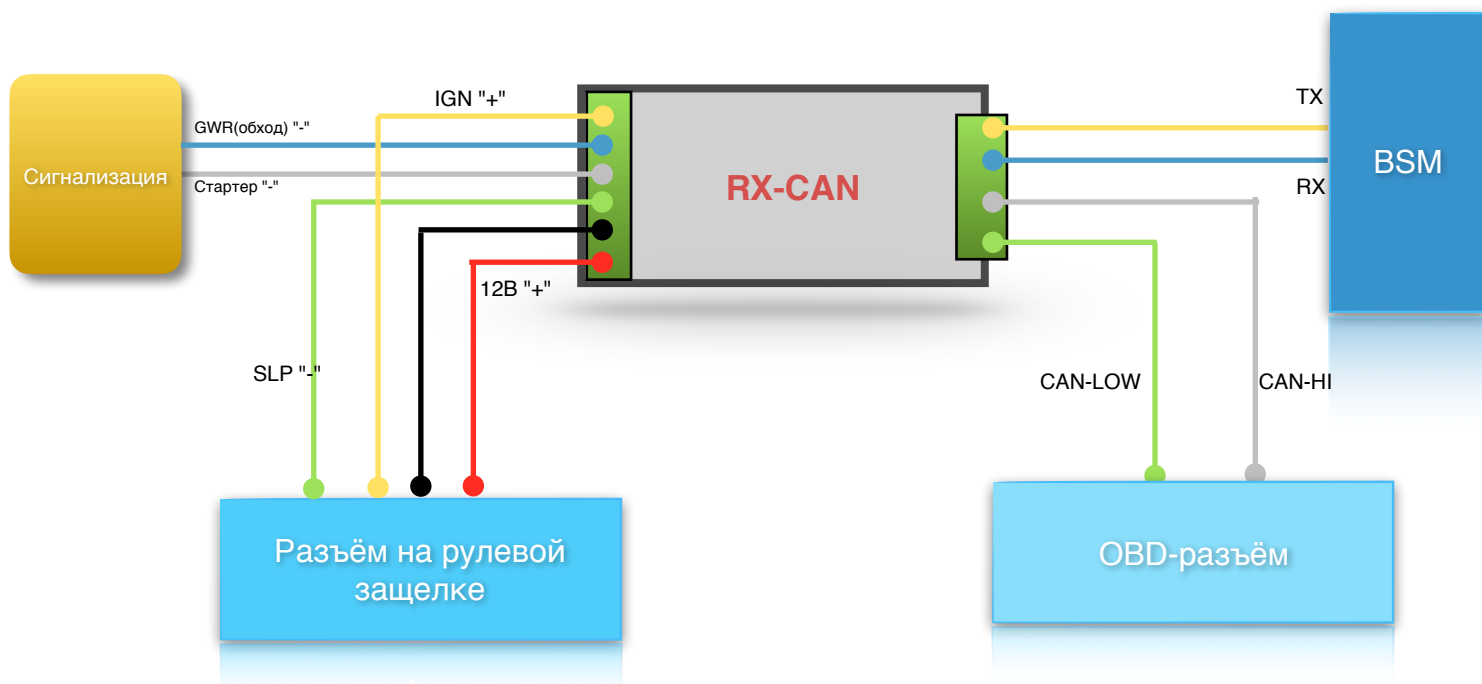 IGN "+"
TX
GWR(обход) "-"
BSM
Сигнализация
RX-CAN
Стартер "-"
RX
12В "+"
SLP "-"
CAN-LOW
CAN-HI
Разъём на рулевой
защелке
OBD-разъём